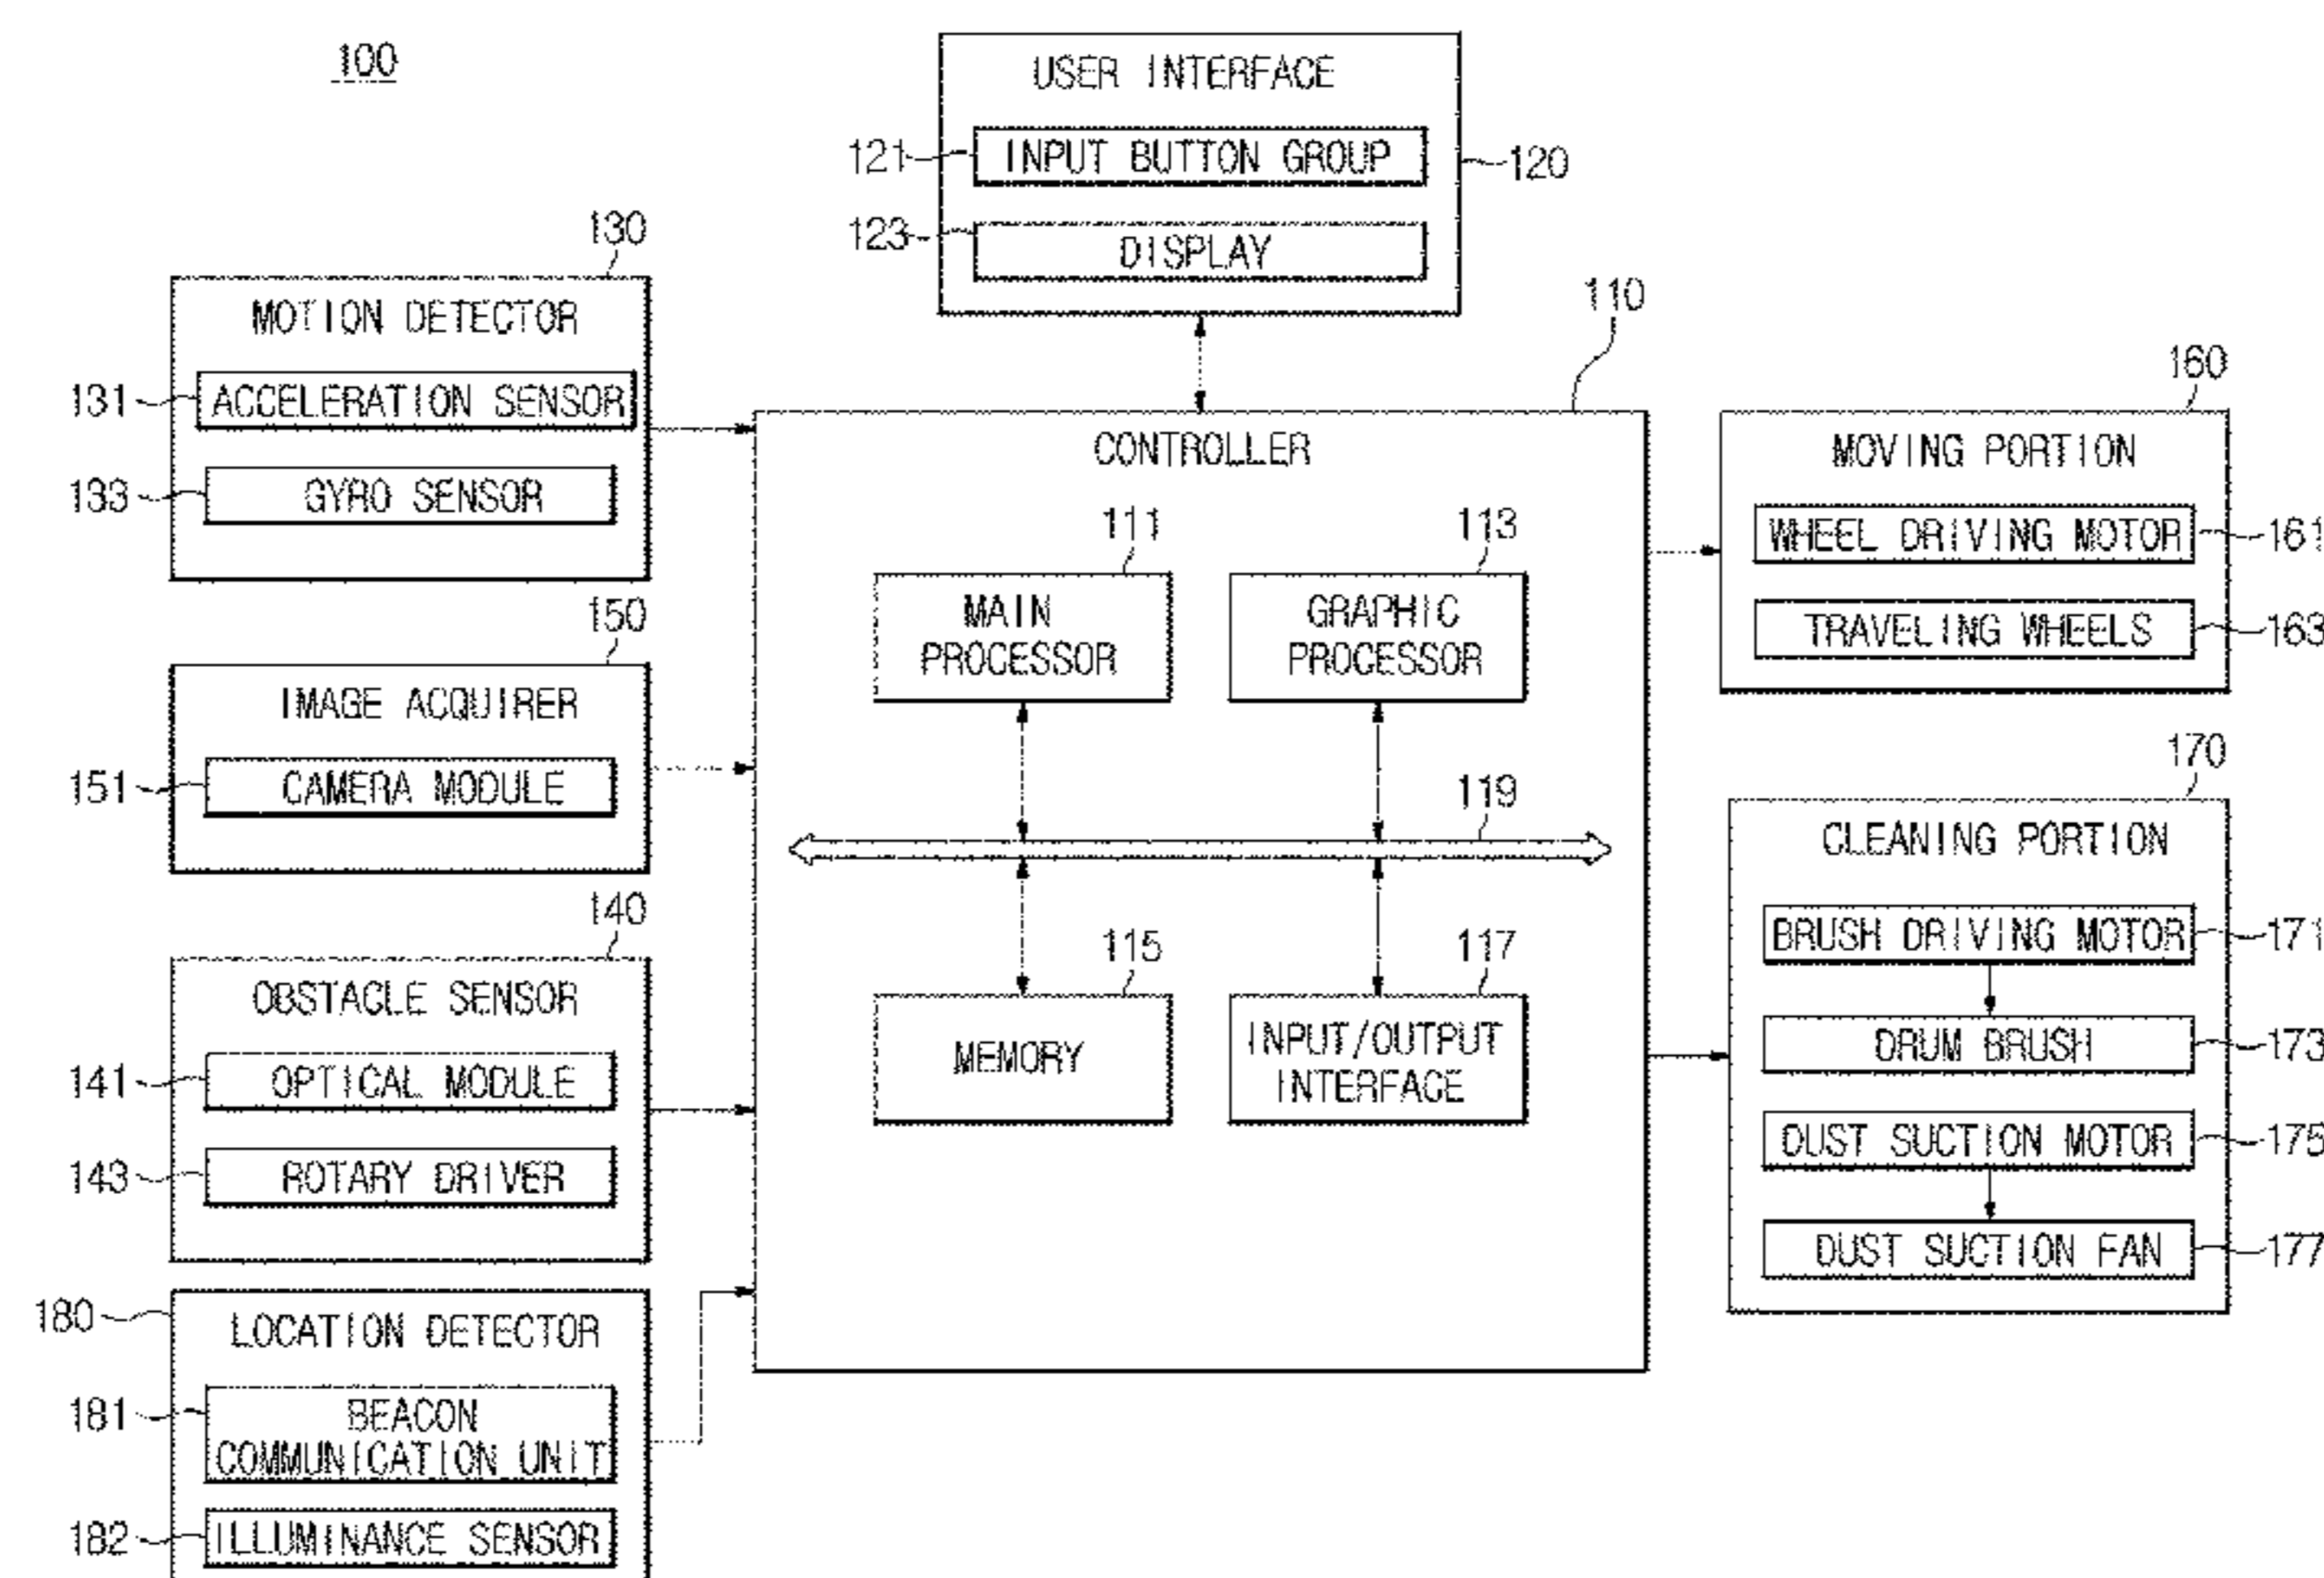 100
USER INTERFACE
121
INPUT BUTTON GROUP
120
123
DISPLAY
130
MOTION DETECTOR
131
ACCELERATION SENSOR
133
GYRO SENSOR
150
IMAGE ACQUIRER
151
CAMERA MODULE
140
OBSTACLE SENSOR
141
OPTICAL MODULE
143
ROTARY DRIVER
180
LOCATION DETECTOR
181
BEACON
COMMUNICATION UNIT
182
ILLUMINANCE SENSOR
110
CONTROLLER
111
MAIN
PROCESSOR
113
GRAPHIC
PROCESSOR
119
115
MEMORY
117
INPUT/OUTPUT
INTERFACE
160
MOVING PORTION
WHEEL DRIVING MOTOR
161
TRAVELING WHEELS
163
170
CLEANING PORTION
BRUSH DRIVING MOTOR
171
DRUM BRUSH
173
DUST SUCTION MOTOR
175
DUST SUCTION FAN
177